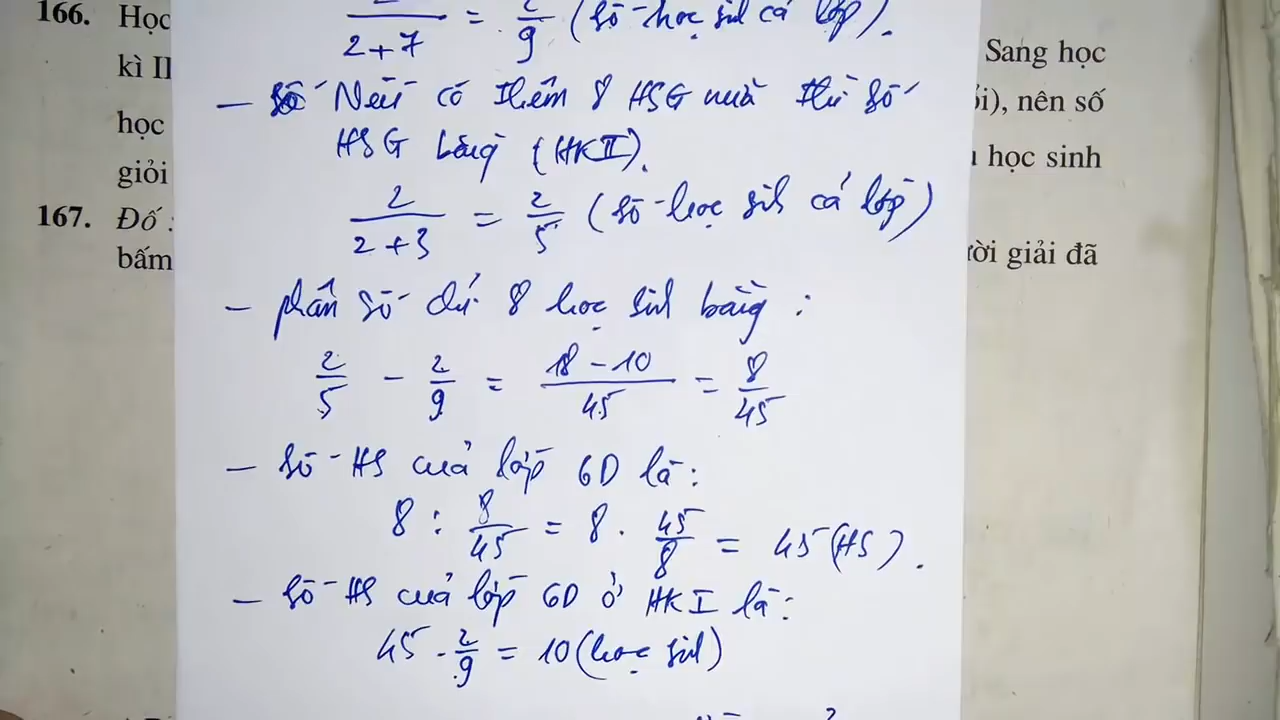 166. Học
kì II
học
giỏi
167. Đố :
bấm
Sang học
ỏi), nên số
học sinh
ời giải đã
2/(2+7) = 2/9 (số học sinh cả lớp).
– Nếu có thêm 8 HSG nữa thì số
HSG bằng (HKII).
2/(2+3) = 2/5 (số học sinh cả lớp)
– phân số chỉ 8 học sinh bằng :
2/5 – 2/9 = (18 – 10)/45 = 8/45
– Số HS của lớp 6D là:
8 : 8/45 = 8 . 45/8 = 45 (HS).
– Số HS của lớp 6D ở HK I là:
45 . 2/9 = 10 (học sinh)